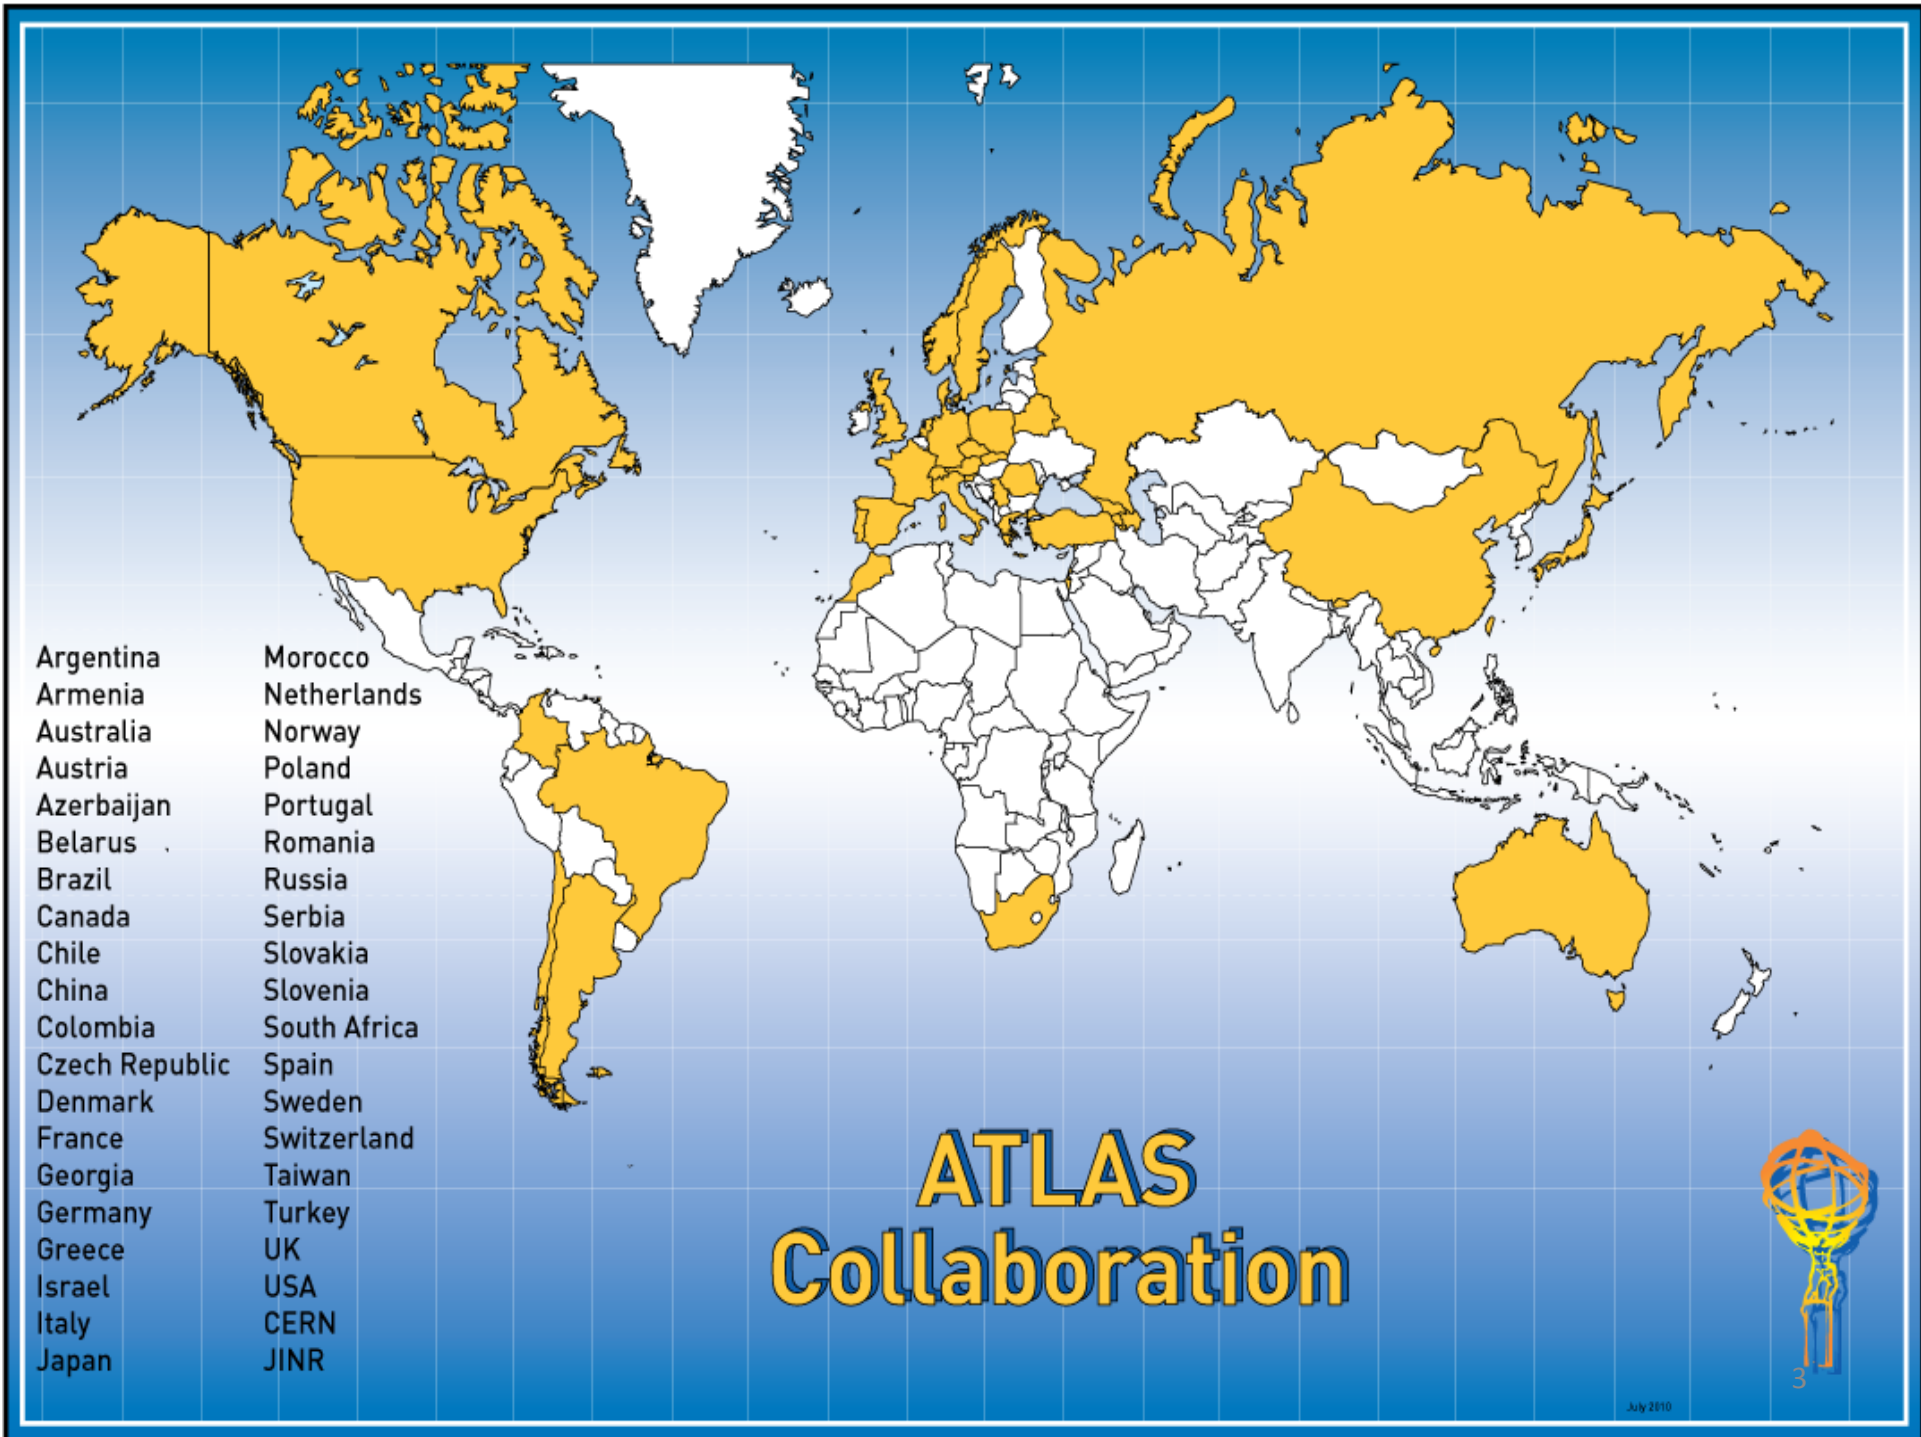 Argentina
Armenia
Australia
Austria
Azerbaijan
Belarus
Brazil
Canada
Chile
China
Colombia
Czech Republic
Denmark
France
Georgia
Germany
Greece
Israel
Italy
Japan
Morocco
Netherlands
Norway
Poland
Portugal
Romania
Russia
Serbia
Slovakia
Slovenia
South Africa
Spain
Sweden
Switzerland
Taiwan
Turkey
UK
USA
CERN
JINR
ATLAS
Collaboration
3
July 2010